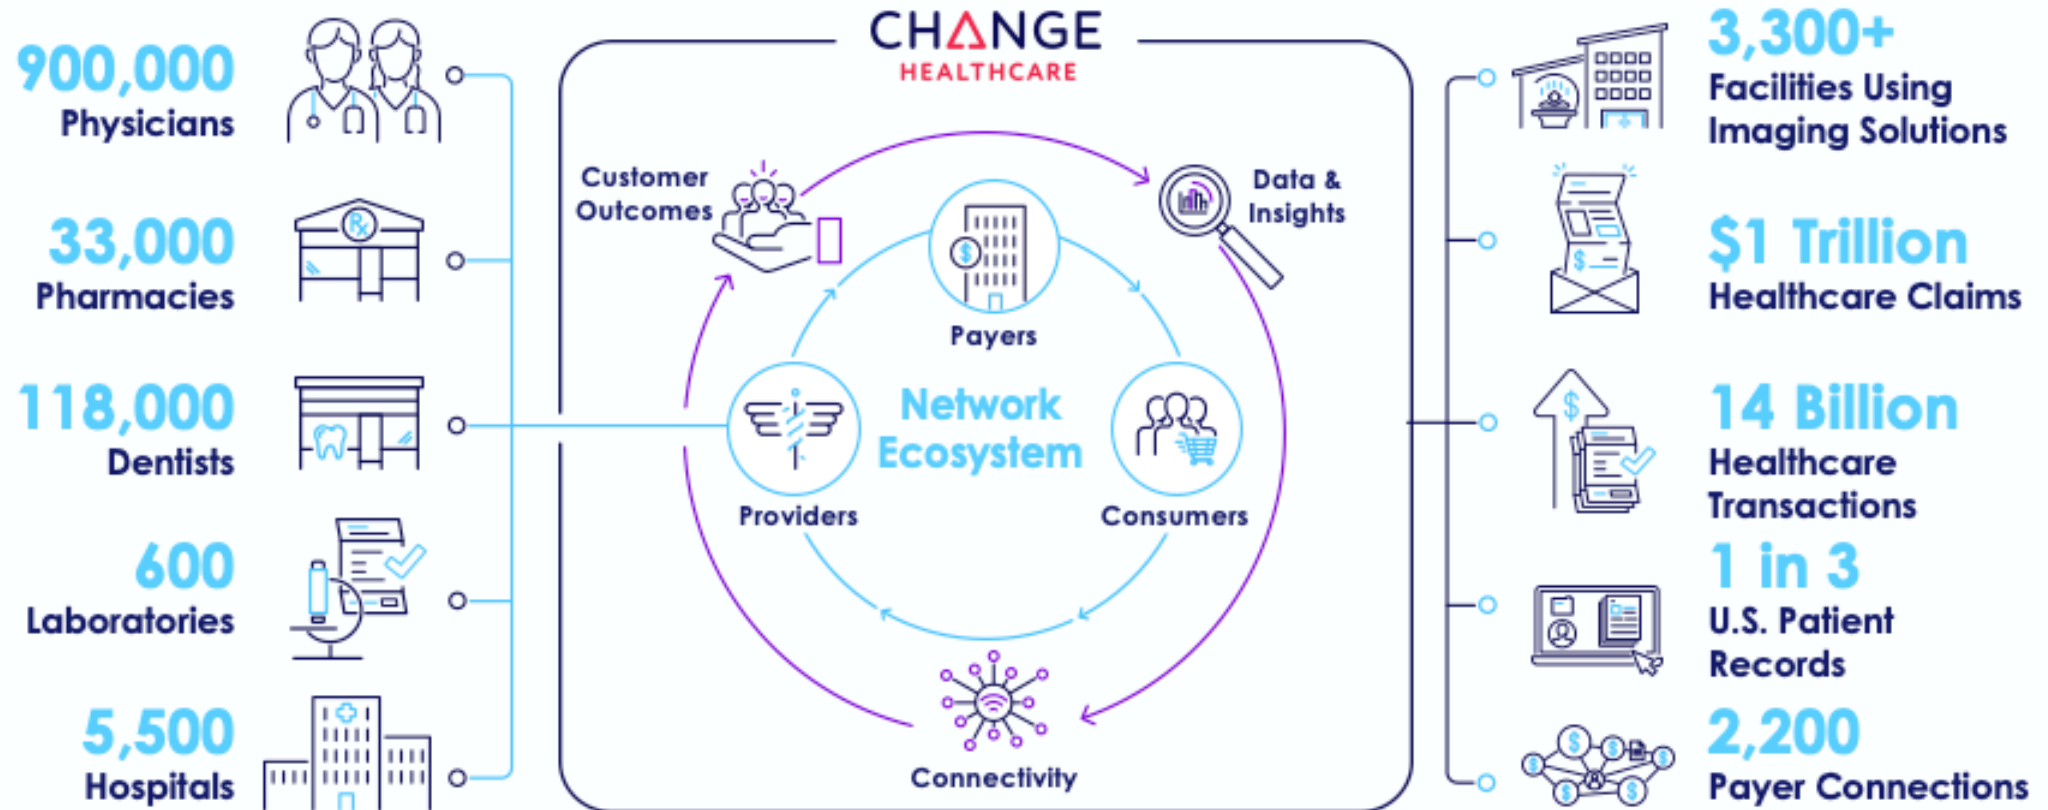 CHANGE
HEALTHCARE
900,000
Physicians
33,000
Pharmacies
Rx
118,000
Dentists
600
Laboratories
5,500
Hospitals
Customer
Outcomes
Data &
Insights
$
Payers
Network
Ecosystem
Providers
Consumers
Connectivity
3,300+
Facilities Using
Imaging Solutions
$1 Trillion
Healthcare Claims
$
14 Billion
Healthcare
Transactions
$
1 in 3
U.S. Patient
Records
2,200
Payer Connections
$ $ $ $ $ $